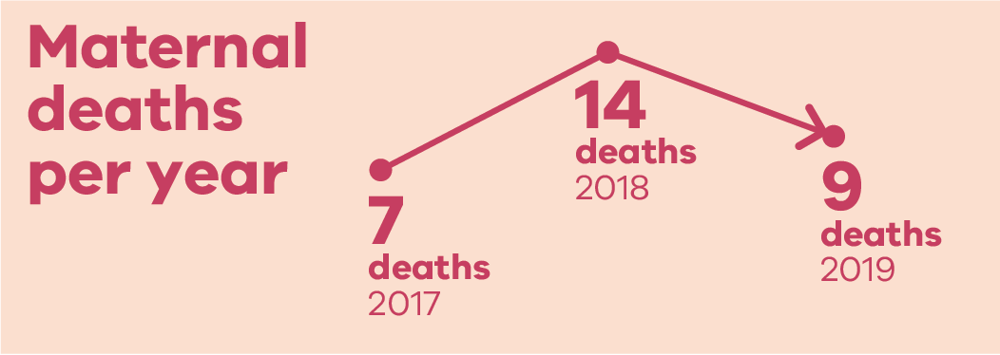 Maternal
deaths
per year
7
deaths
2017
14
deaths
2018
9
deaths
2019